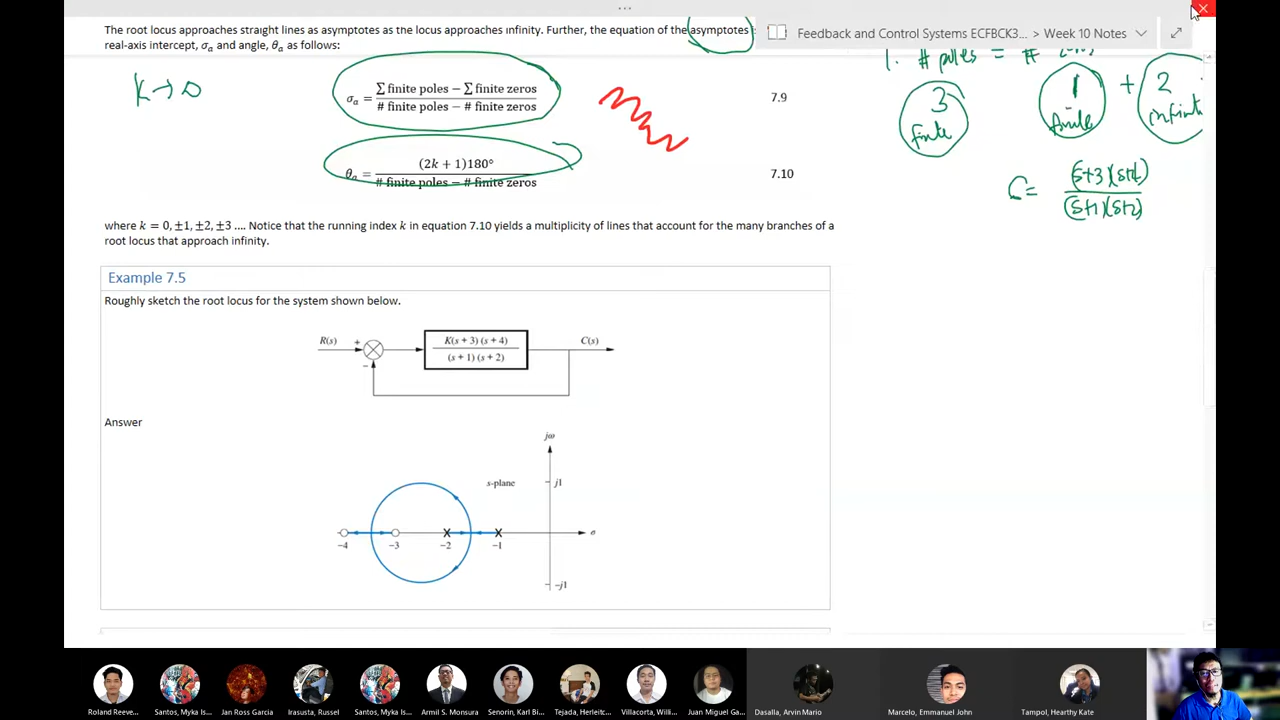 ...
The root locus approaches straight lines as asymptotes as the locus approaches infinity. Further, the equation of the asymptotes
Feedback and Control Systems ECFBCK3... > Week 10 Notes
real-axis intercept, σₐ and angle, θₐ as follows:
1. # poles =
k→
σₐ = (∑ finite poles − ∑ finite zeros) / (# finite poles − # finite zeros)
7.9
3 finite
1 finite
+ 2
θₐ = (2k + 1)180° / (# finite poles − # finite zeros)
7.10
(s+1)(s+2)
where k = 0, ±1, ±2, ±3 .... Notice that the running index k in equation 7.10 yields a multiplicity of lines that account for the many branches of a
root locus that approach infinity.
Example 7.5
Roughly sketch the root locus for the system shown below.
R(s) + − K(s + 3) (s + 4) C(s)
(s + 1) (s + 2)
Answer
jω
s-plane
j1
−4 −3 −2 −1 σ
−j1
Roland Reeve... Santos, Myka Is... Jan Ross Garcia Irasusta, Russel Santos, Myka Is... Armil S. Monsura Senorin, Karl Bi... Tejada, Herleitc... Villacorta, Willi... Juan Miguel Ga... Dasalla, Arvin Mario Marcelo, Emmanuel John Tampol, Hearthy Kate